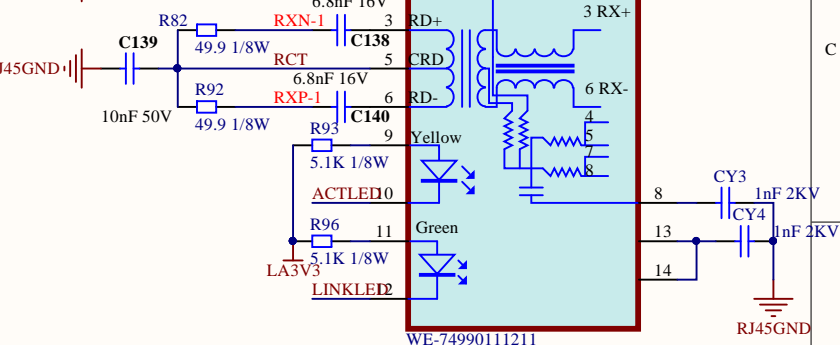 6.8nF 16V
R82
RXN-1
3
RD+
3 RX+
C139
49.9 1/8W
C138
C
J45GND
RCT
5
CRD
6.8nF 16V
R92
RXP-1
6
RD-
6 RX-
10nF 50V
49.9 1/8W
C140
4
R93
9
Yellow
5
5.1K 1/8W
7
8
ACTLED
10
8
CY3
1nF 2KV
R96
11
Green
13
CY4
1nF 2KV
5.1K 1/8W
LA3V3
14
LINKLED
12
RJ45GND
WE-74990111211